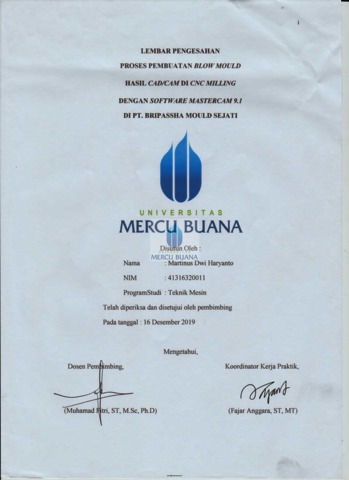 LEMBAR PENGESAHAN
PROSES PEMBUATAN BLOW MOULD
HASIL CAD/CAM DI CNC MILLING
DENGAN SOFTWARE MASTERCAM 9.1
DI PT. BRIPASSHA MOULD SEJATI
UNIVERSITAS
MERCU BUANA
Disusun Oleh :
MERCU BUANA
Nama : Martinus Dwi Haryanto
NIM : 41316320011
ProgramStudi : Teknik Mesin
Telah diperiksa dan disetujui oleh pembimbing
Pada tanggal : 16 Desember 2019
Mengetahui,
Dosen Pembimbing, Koordinator Kerja Praktik,
(Muhamad Fitri, ST, M.Sc, Ph.D) (Fajar Anggara, ST, MT)